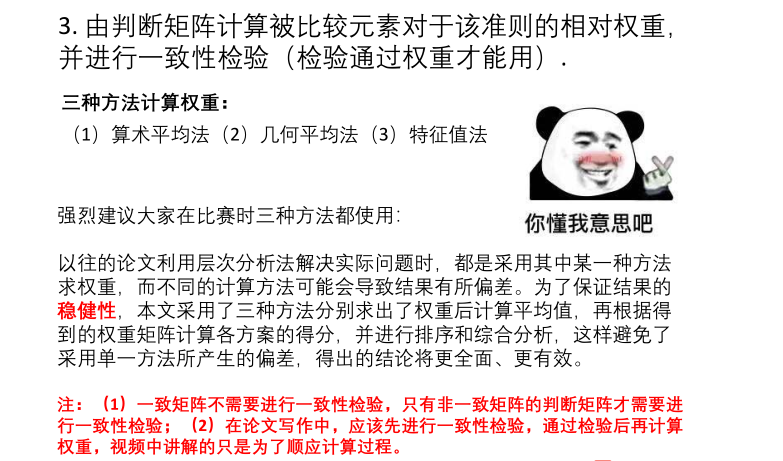 3. 由判断矩阵计算被比较元素对于该准则的相对权重，
并进行一致性检验（检验通过权重才能用）.
三种方法计算权重：
（1）算术平均法（2）几何平均法（3）特征值法
你懂我意思吧
强烈建议大家在比赛时三种方法都使用：
以往的论文利用层次分析法解决实际问题时，都是采用其中某一种方法
求权重，而不同的计算方法可能会导致结果有所偏差。为了保证结果的
稳健性，本文采用了三种方法分别求出了权重后计算平均值，再根据得
到的权重矩阵计算各方案的得分，并进行排序和综合分析，这样避免了
采用单一方法所产生的偏差，得出的结论将更全面、更有效。
注：（1）一致矩阵不需要进行一致性检验，只有非一致矩阵的判断矩阵才需要进
行一致性检验；（2）在论文写作中，应该先进行一致性检验，通过检验后再计算
权重，视频中讲解的只是为了顺应计算过程。